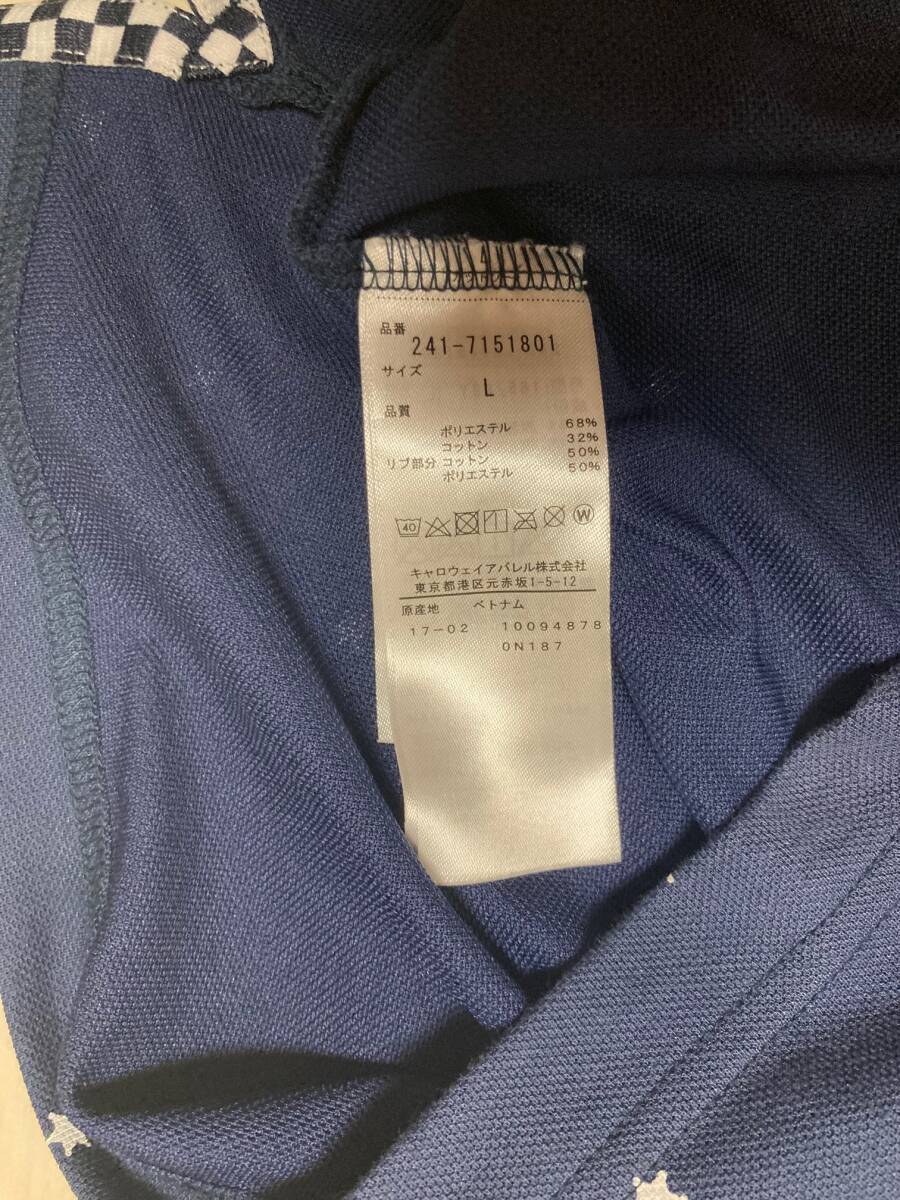 品番
241-7151801
サイズ
L
品質
ポリエステル 68%
コットン 32%
リブ部分 コットン 50%
ポリエステル 50%
40
W
キャロウェイアパレル株式会社
東京都港区元赤坂1-5-12
原産地 ベトナム
17-02 10094878
0N187